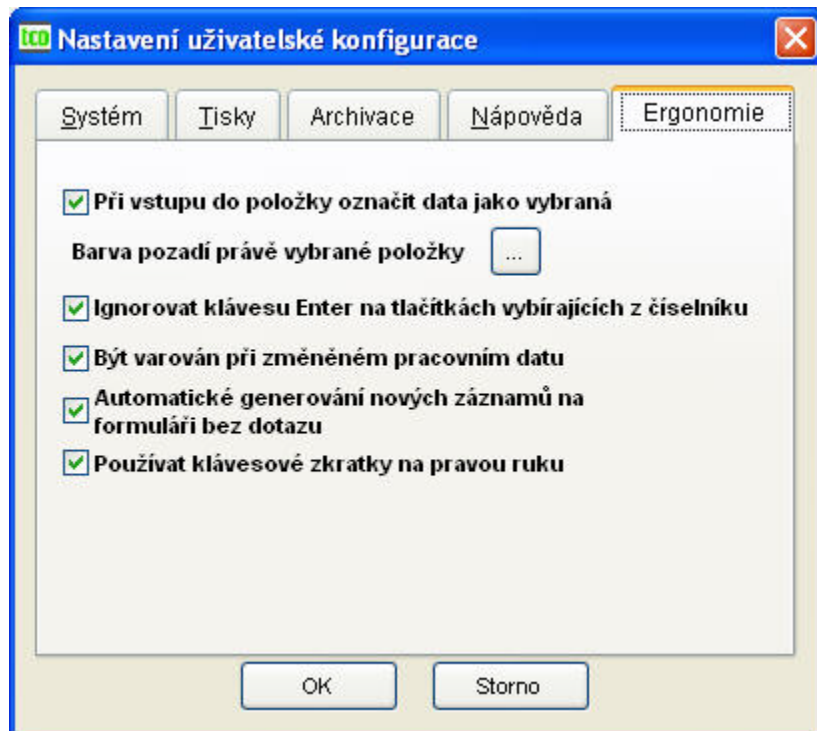 tco Nastavení uživatelské konfigurace
Systém Tisky Archivace Nápověda Ergonomie
Při vstupu do položky označit data jako vybraná
Barva pozadí právě vybrané položky ...
Ignorovat klávesu Enter na tlačítkách vybírajících z číselníku
Být varován při změněném pracovním datu
Automatické generování nových záznamů na
formuláři bez dotazu
Používat klávesové zkratky na pravou ruku
OK Storno